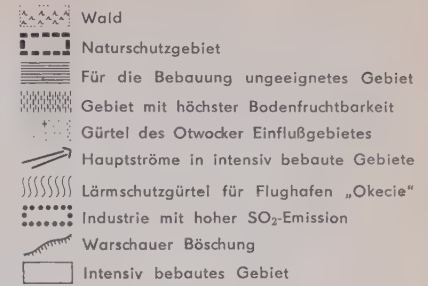 Wald
Naturschutzgebiet
Für die Bebauung ungeeignetes Gebiet
Gebiet mit höchster Bodenfruchtbarkeit
Gürtel des Otwocker Einflußgebietes
Hauptströme in intensiv bebaute Gebiete
Lärmschutzgürtel für Flughafen „Okecie“
Industrie mit hoher SO₂-Emission
Warschauer Böschung
Intensiv bebautes Gebiet